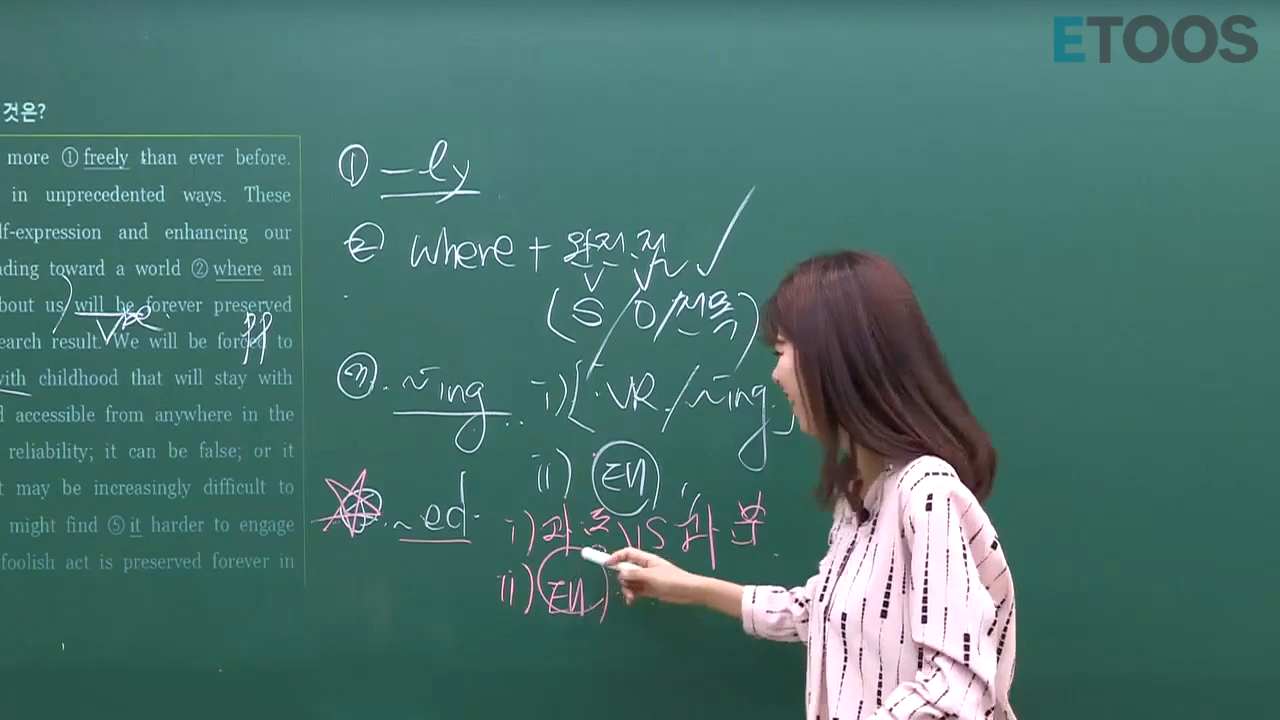 ETOOS
것은?
more ① freely than ever before.
in unprecedented ways. These
lf-expression and enhancing our
ding toward a world ② where an
bout us will be forever preserved
VR
earch result. We will be forced to
PP
with childhood that will stay with
d accessible from anywhere in the
reliability; it can be false; or it
t may be increasingly difficult to
might find ⑤ it harder to engage
foolish act is preserved forever in
① -ly
② where + 완전.절
(S/O/전목)
③. ~ing i) VR/~ing
ii) 태
~ed. i) 과 VS 과분
ii) 태